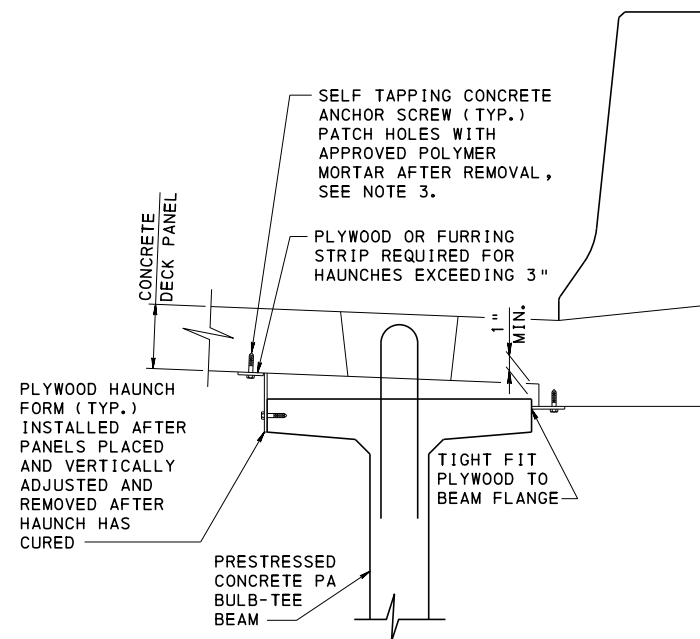 SELF TAPPING CONCRETE
ANCHOR SCREW (TYP.)
PATCH HOLES WITH
APPROVED POLYMER
MORTAR AFTER REMOVAL,
SEE NOTE 3.
PLYWOOD OR FURRING
STRIP REQUIRED FOR
HAUNCHES EXCEEDING 3"
CONCRETE
DECK PANEL
1"
MIN.
PLYWOOD HAUNCH
FORM (TYP.)
INSTALLED AFTER
PANELS PLACED
AND VERTICALLY
ADJUSTED AND
REMOVED AFTER
HAUNCH HAS
CURED
TIGHT FIT
PLYWOOD TO
BEAM FLANGE
PRESTRESSED
CONCRETE PA
BULB-TEE
BEAM